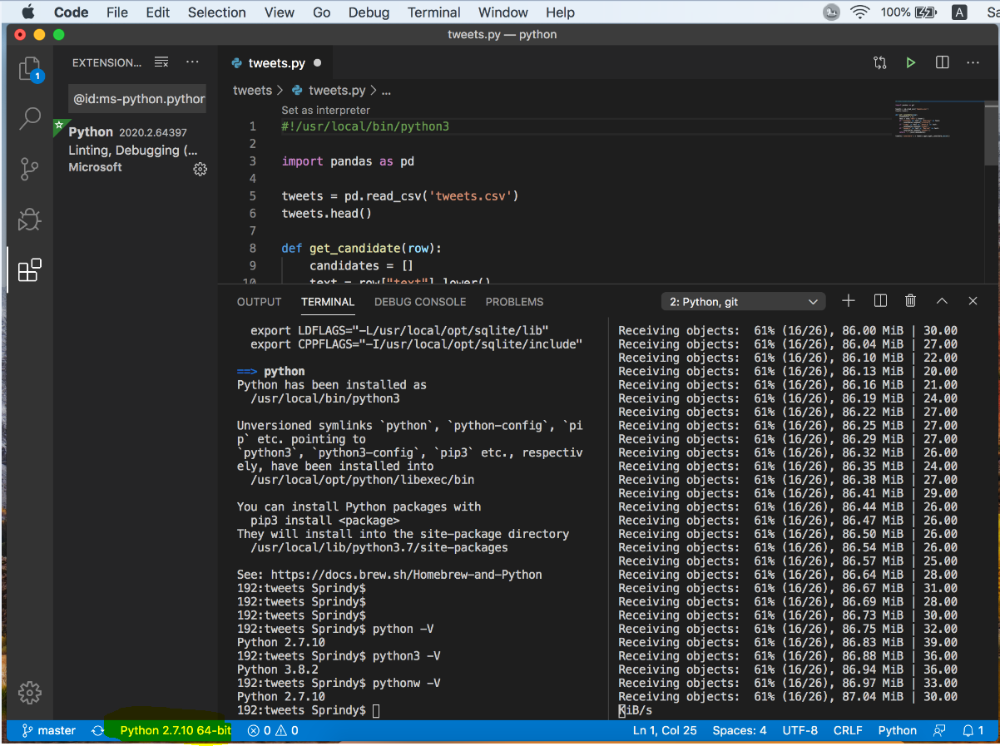 Code File Edit Selection View Go Debug Terminal Window Help 100% A Sa
tweets.py — python
EXTENSION... ···
tweets.py
1
@id:ms-python.python
Python 2020.2.64397
Linting, Debugging (...
Microsoft
tweets > tweets.py > ...
Set as interpreter
1 #!/usr/local/bin/python3
2
3 import pandas as pd
4
5 tweets = pd.read_csv('tweets.csv')
6 tweets.head()
7
8 def get_candidate(row):
9 candidates = []
10 text = row["text"].lower()
OUTPUT TERMINAL DEBUG CONSOLE PROBLEMS 2: Python, git
export LDFLAGS="-L/usr/local/opt/sqlite/lib"
export CPPFLAGS="-I/usr/local/opt/sqlite/include"
==> python
Python has been installed as
/usr/local/bin/python3
Unversioned symlinks `python`, `python-config`, `pi
p` etc. pointing to
`python3`, `python3-config`, `pip3` etc., respectiv
ely, have been installed into
/usr/local/opt/python/libexec/bin
You can install Python packages with
pip3 install <package>
They will install into the site-package directory
/usr/local/lib/python3.7/site-packages
See: https://docs.brew.sh/Homebrew-and-Python
192:tweets Sprindy$
192:tweets Sprindy$
192:tweets Sprindy$
192:tweets Sprindy$ python -V
Python 2.7.10
192:tweets Sprindy$ python3 -V
Python 3.8.2
192:tweets Sprindy$ pythonw -V
Python 2.7.10
192:tweets Sprindy$
Receiving objects: 61% (16/26), 86.00 MiB | 30.00
Receiving objects: 61% (16/26), 86.04 MiB | 27.00
Receiving objects: 61% (16/26), 86.10 MiB | 22.00
Receiving objects: 61% (16/26), 86.13 MiB | 20.00
Receiving objects: 61% (16/26), 86.16 MiB | 21.00
Receiving objects: 61% (16/26), 86.19 MiB | 24.00
Receiving objects: 61% (16/26), 86.22 MiB | 27.00
Receiving objects: 61% (16/26), 86.25 MiB | 27.00
Receiving objects: 61% (16/26), 86.29 MiB | 27.00
Receiving objects: 61% (16/26), 86.32 MiB | 26.00
Receiving objects: 61% (16/26), 86.35 MiB | 24.00
Receiving objects: 61% (16/26), 86.38 MiB | 27.00
Receiving objects: 61% (16/26), 86.41 MiB | 29.00
Receiving objects: 61% (16/26), 86.44 MiB | 26.00
Receiving objects: 61% (16/26), 86.47 MiB | 26.00
Receiving objects: 61% (16/26), 86.50 MiB | 26.00
Receiving objects: 61% (16/26), 86.54 MiB | 26.00
Receiving objects: 61% (16/26), 86.57 MiB | 25.00
Receiving objects: 61% (16/26), 86.64 MiB | 28.00
Receiving objects: 61% (16/26), 86.67 MiB | 31.00
Receiving objects: 61% (16/26), 86.69 MiB | 28.00
Receiving objects: 61% (16/26), 86.73 MiB | 30.00
Receiving objects: 61% (16/26), 86.75 MiB | 32.00
Receiving objects: 61% (16/26), 86.83 MiB | 39.00
Receiving objects: 61% (16/26), 86.88 MiB | 36.00
Receiving objects: 61% (16/26), 86.94 MiB | 36.00
Receiving objects: 61% (16/26), 86.97 MiB | 33.00
Receiving objects: 61% (16/26), 87.04 MiB | 30.00
KiB/s
master Python 2.7.10 64-bit 0 0 Ln 1, Col 25 Spaces: 4 UTF-8 CRLF Python 1